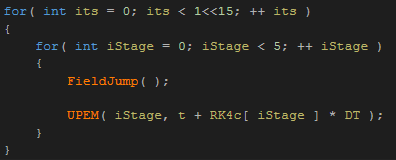 for( int its = 0; its < 1<<15; ++ its )
{
    for( int iStage = 0; iStage < 5; ++ iStage )
    {
        FieldJump( );

        UPEM( iStage, t + RK4c[ iStage ] * DT );
    }
}